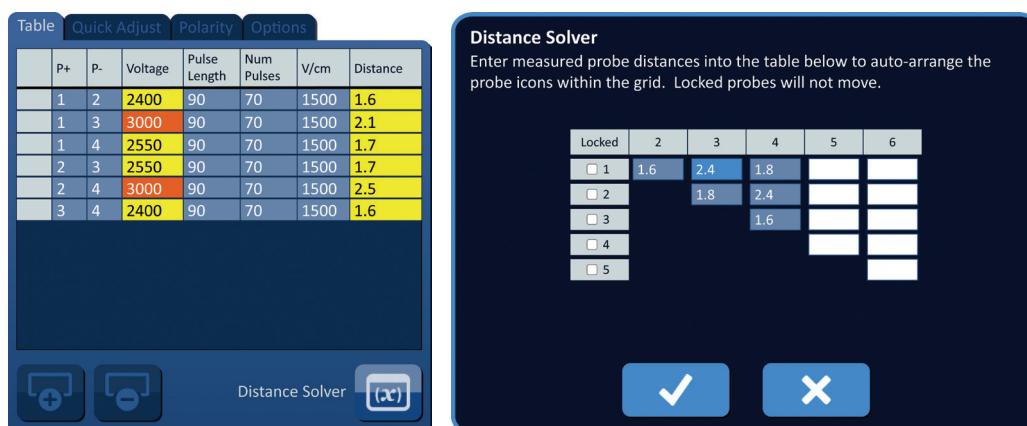 Table Quick Adjust Polarity Options
P+ P- Voltage Pulse Length Num Pulses V/cm Distance
1 2 2400 90 70 1500 1.6
1 3 3000 90 70 1500 2.1
1 4 2550 90 70 1500 1.7
2 3 2550 90 70 1500 1.7
2 4 3000 90 70 1500 2.5
3 4 2400 90 70 1500 1.6
Distance Solver (x)
Distance Solver
Enter measured probe distances into the table below to auto-arrange the
probe icons within the grid. Locked probes will not move.
Locked 2 3 4 5 6
1 1.6 2.4 1.8
2 1.8 2.4
3 1.6
4
5